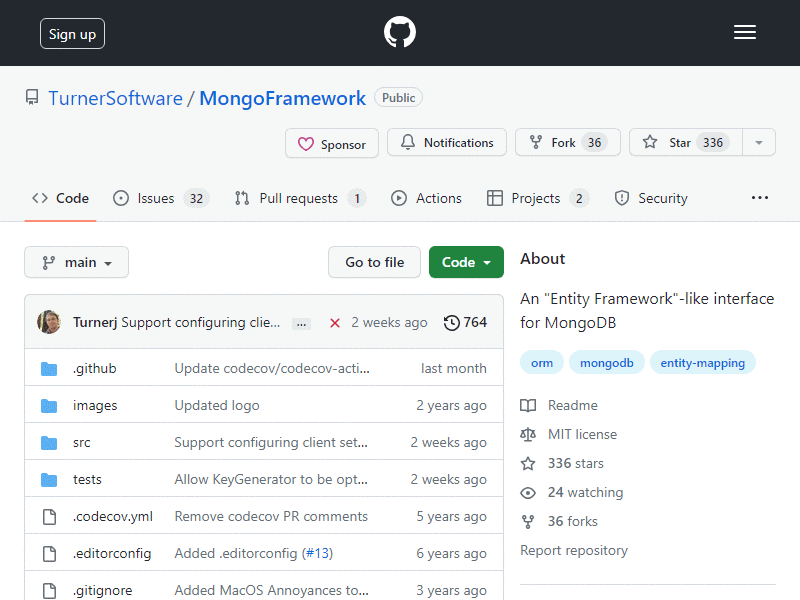 Sign up
TurnerSoftware / MongoFramework Public
Sponsor Notifications Fork 36 Star 336
Code Issues 32 Pull requests 1 Actions Projects 2 Security ...
main Go to file Code
About
An "Entity Framework"-like interface
for MongoDB
orm mongodb entity-mapping
Turnerj Support configuring clie... ... 2 weeks ago 764
.github Update codecov/codecov-acti... last month
images Updated logo 2 years ago
src Support configuring client set... 2 weeks ago
tests Allow KeyGenerator to be opt... 2 weeks ago
.codecov.yml Remove codecov PR comments 5 years ago
.editorconfig Added .editorconfig (#13) 6 years ago
.gitignore Added MacOS Annoyances to... 3 years ago
Readme
MIT license
336 stars
24 watching
36 forks
Report repository